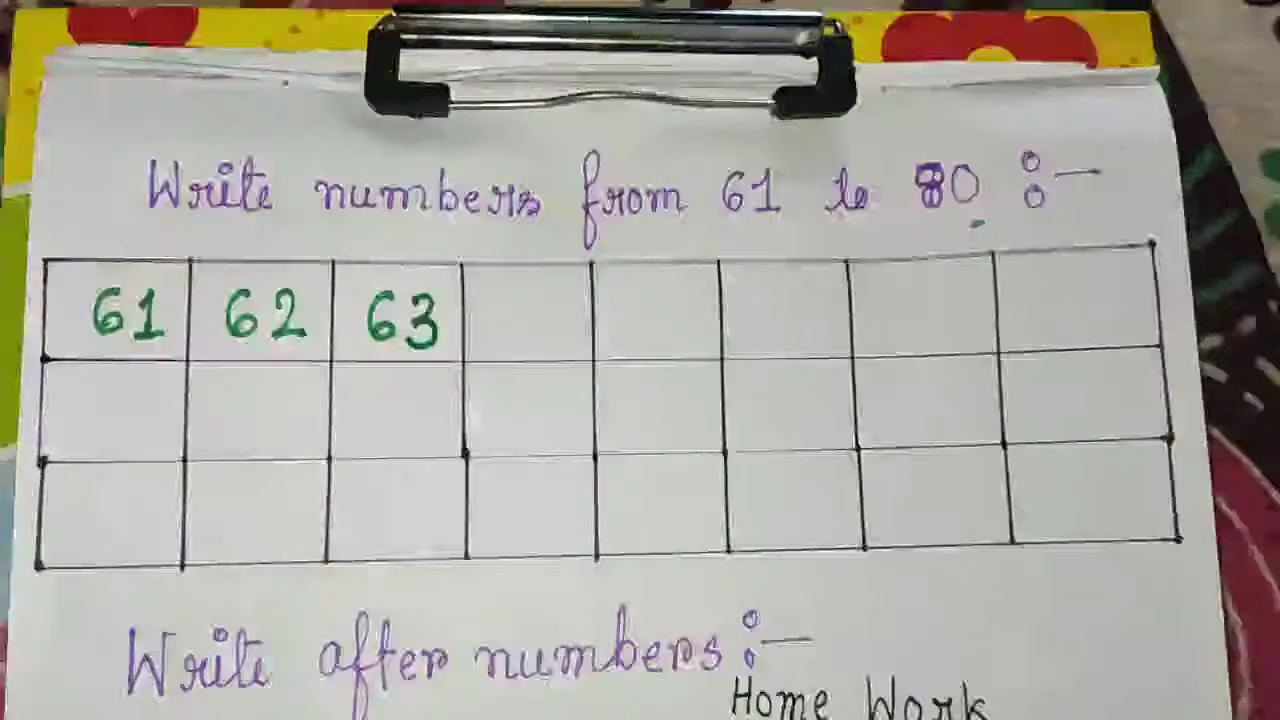 Write numbers from 61 to 80 :-
61 62 63
Write after numbers :-
Home Work